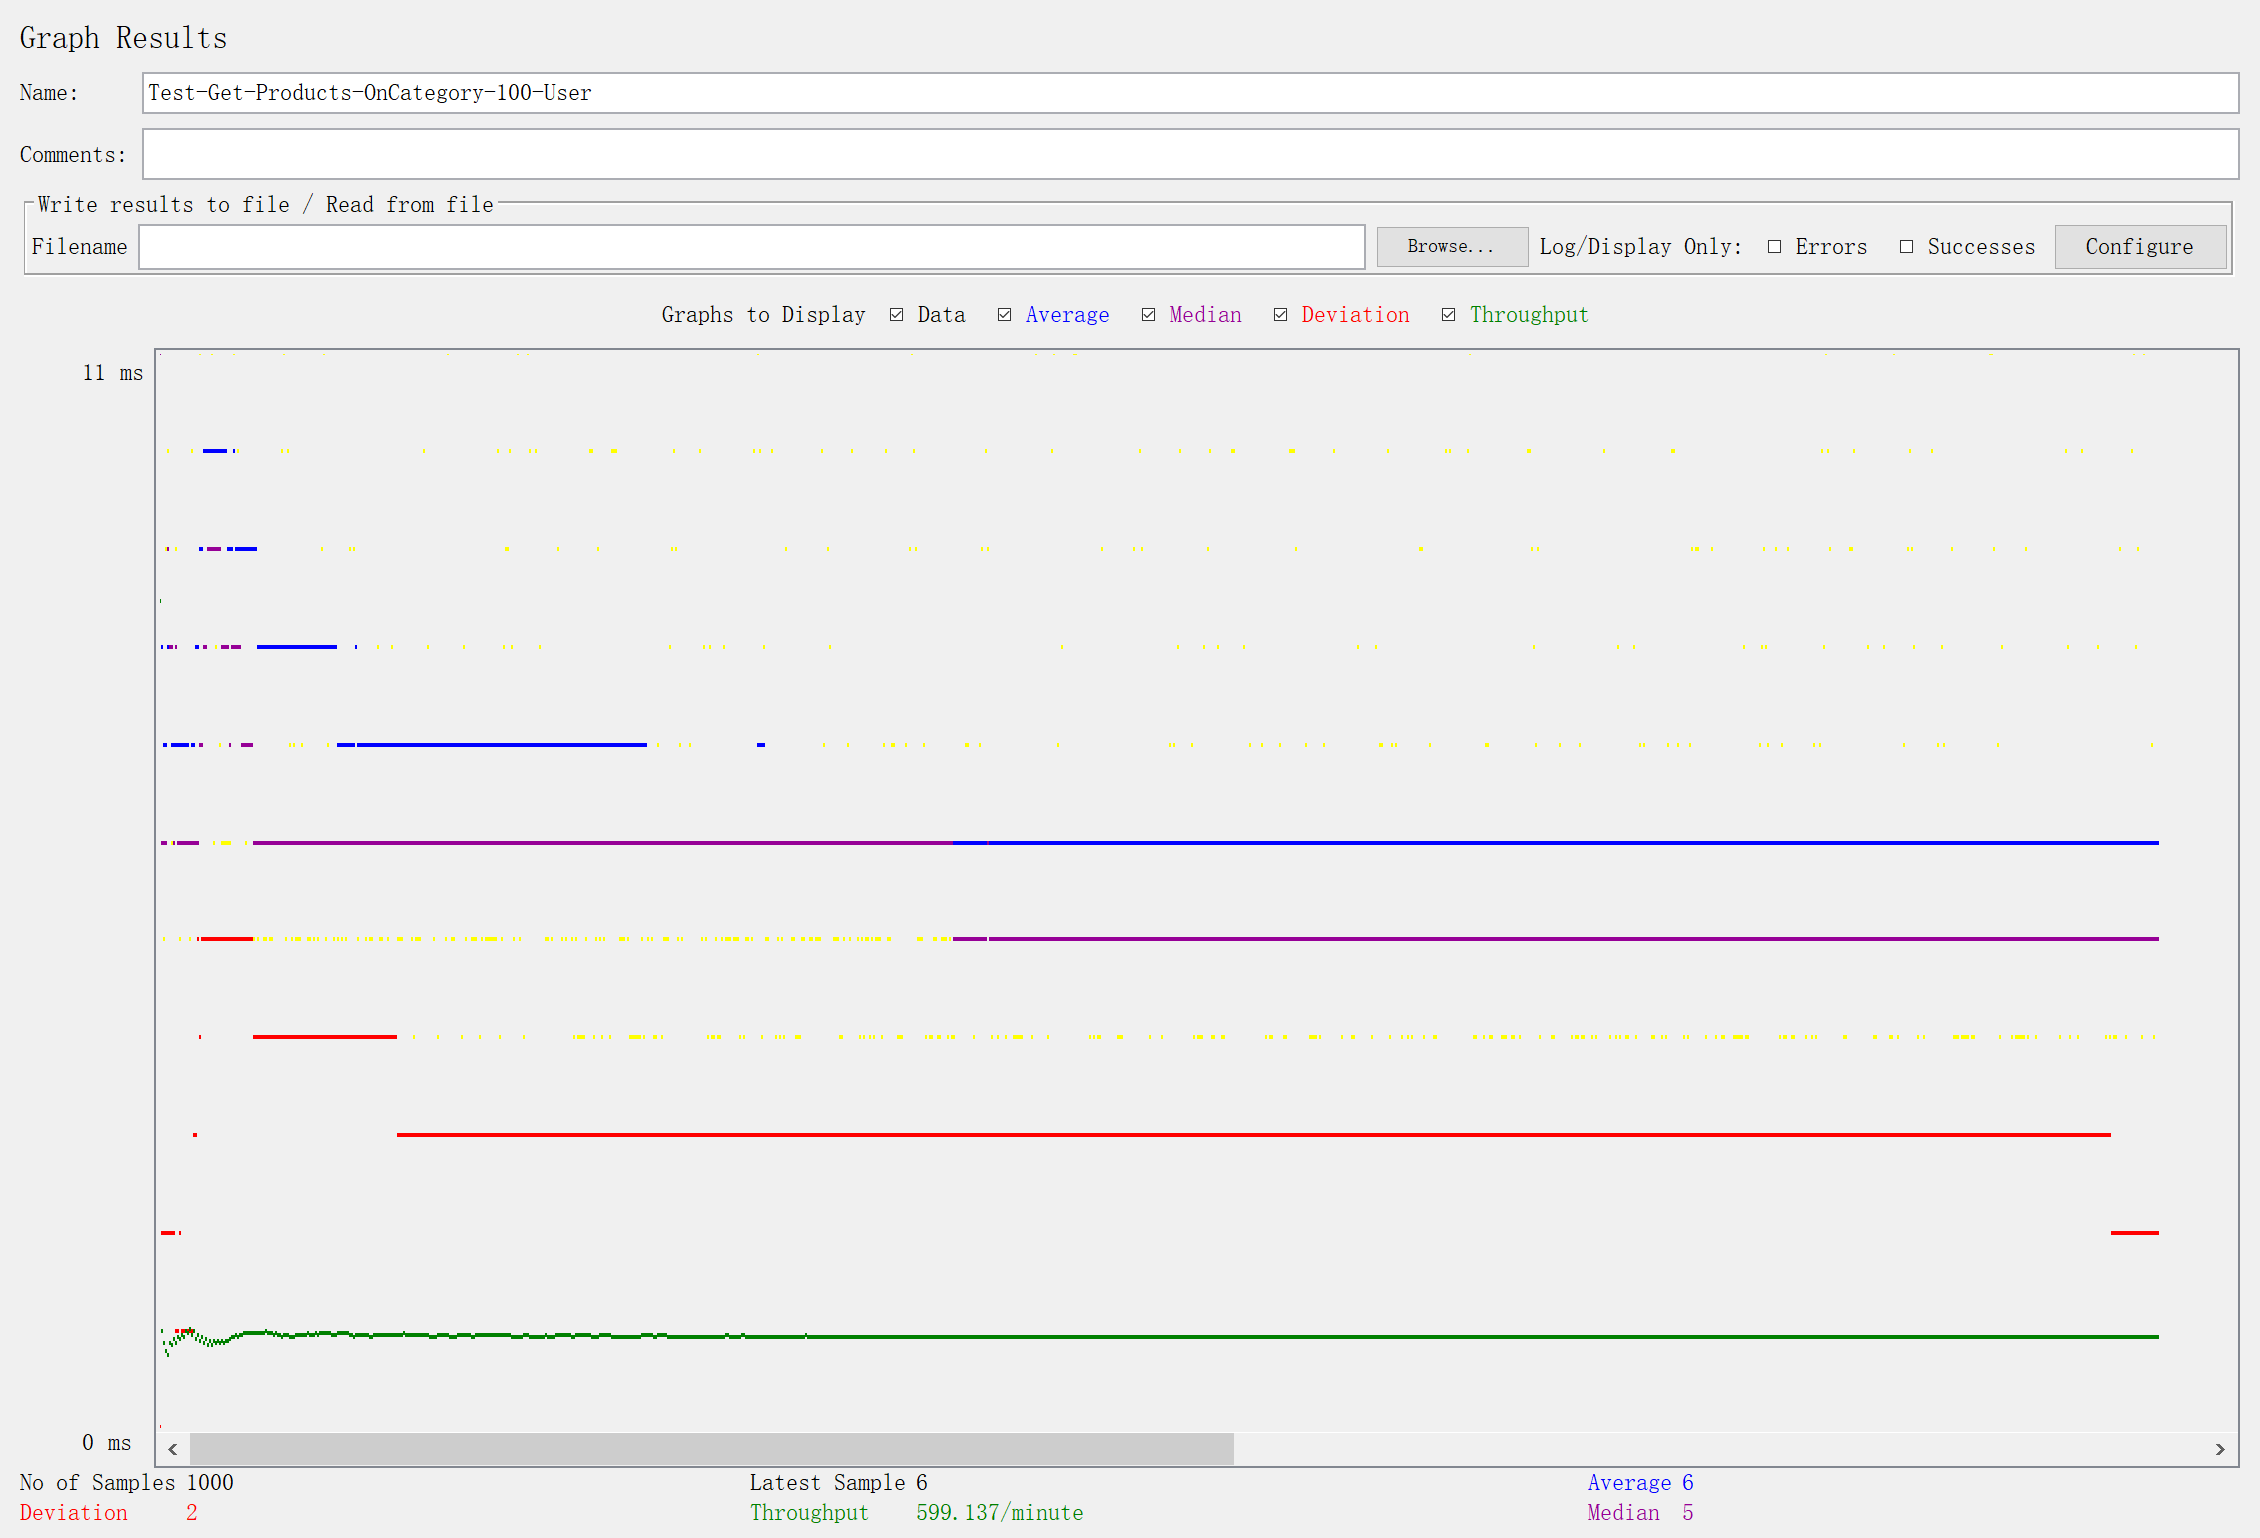 Graph Results
Name: Test-Get-Products-OnCategory-100-User
Comments:
Write results to file / Read from file
Filename Browse... Log/Display Only: Errors Successes Configure
Graphs to Display Data Average Median Deviation Throughput
11 ms
0 ms
No of Samples 1000 Latest Sample 6 Average 6
Deviation 2 Throughput 599.137/minute Median 5